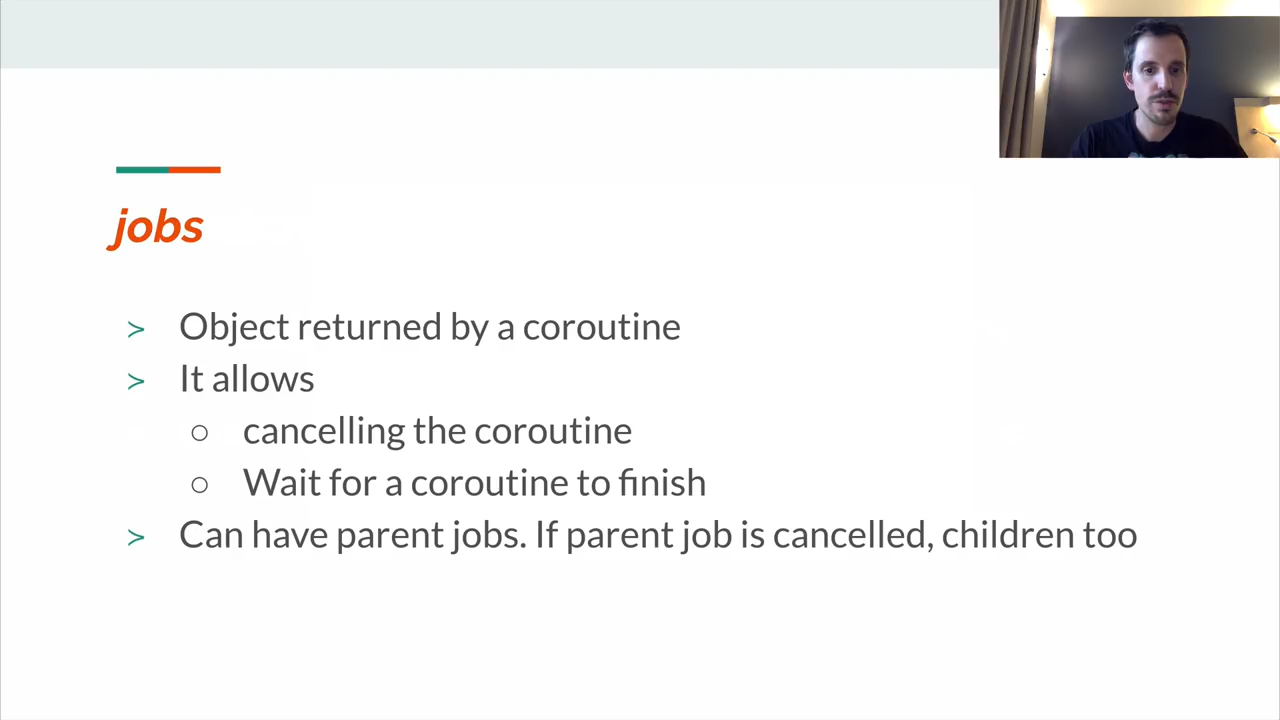 jobs
≻ Object returned by a coroutine
≻ It allows
○ cancelling the coroutine
○ Wait for a coroutine to finish
≻ Can have parent jobs. If parent job is cancelled, children too